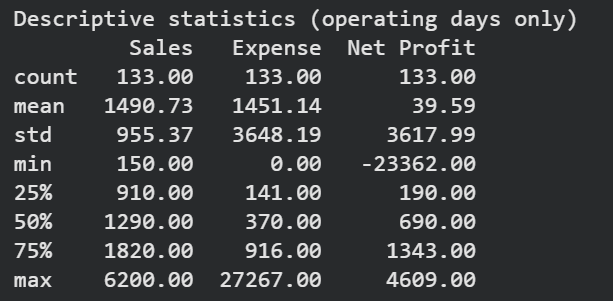 Descriptive statistics (operating days only)
Sales Expense Net Profit
count 133.00 133.00 133.00
mean 1490.73 1451.14 39.59
std 955.37 3648.19 3617.99
min 150.00 0.00 -23362.00
25% 910.00 141.00 190.00
50% 1290.00 370.00 690.00
75% 1820.00 916.00 1343.00
max 6200.00 27267.00 4609.00